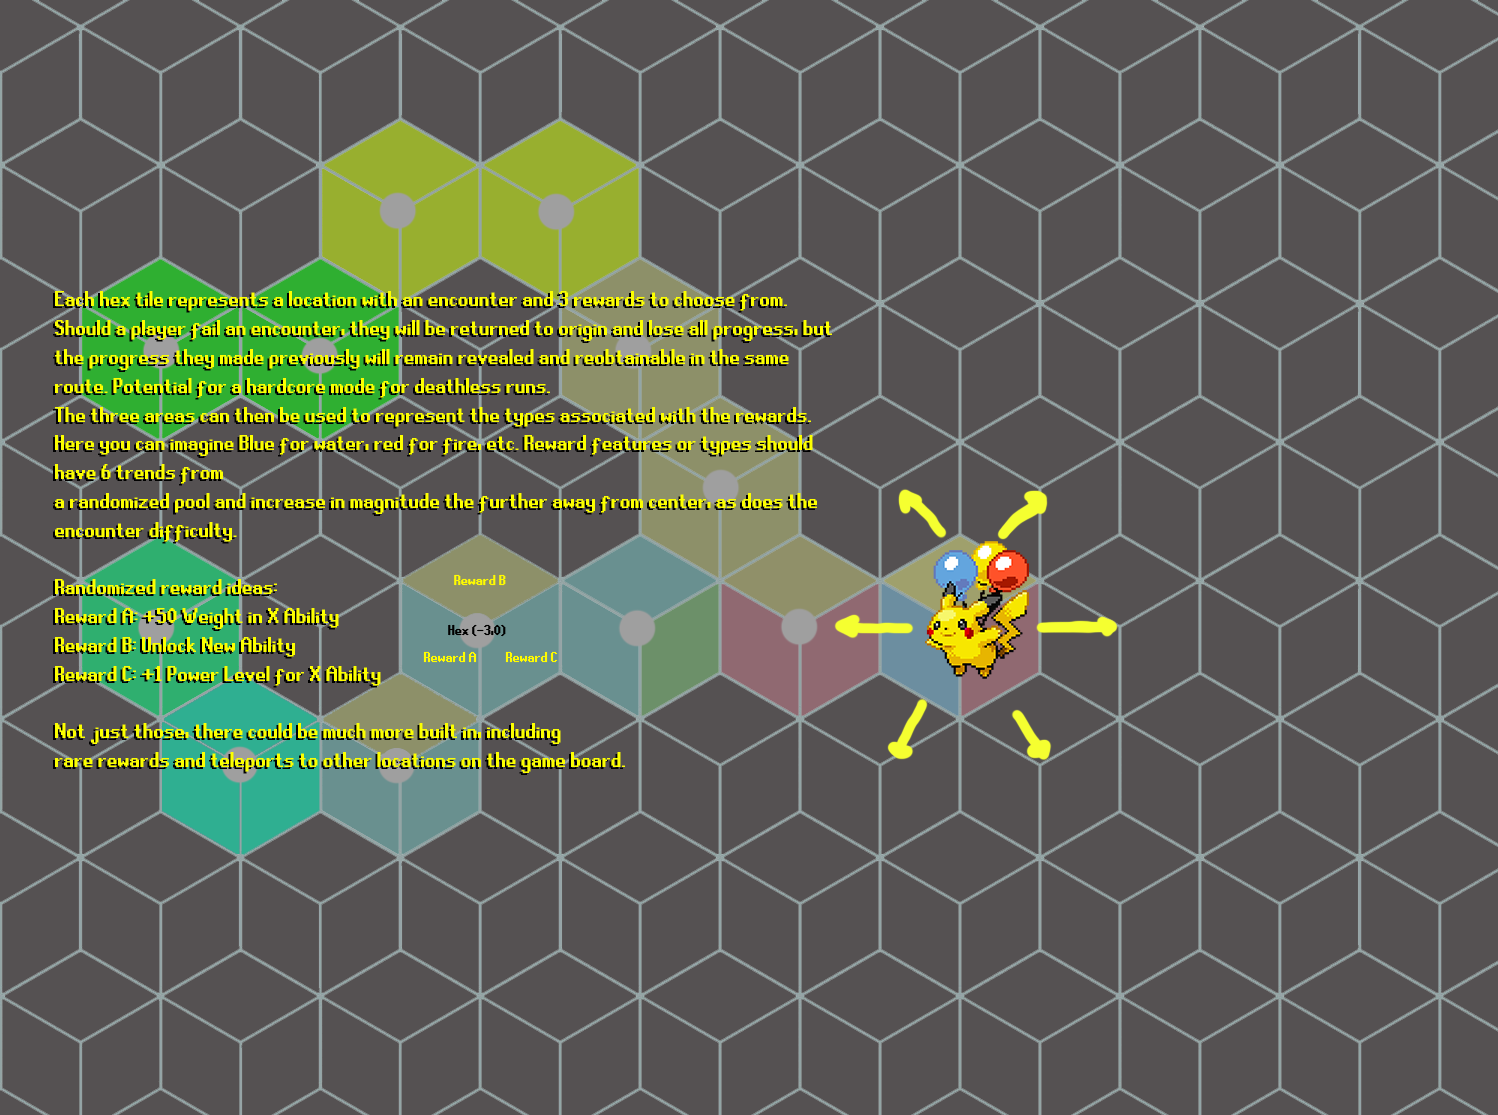 Each hex tile represents a location with an encounter and 3 rewards to choose from.
Should a player fail an encounter, they will be returned to origin and lose all progress, but
the progress they made previously will remain revealed and reobtainable in the same
route. Potential for a hardcore mode for deathless runs.
The three areas can then be used to represent the types associated with the rewards.
Here you can imagine Blue for water, red for fire, etc. Reward features or types should
have 6 trends from
a randomized pool and increase in magnitude the further away from center, as does the
encounter difficulty.
Randomized reward ideas:
Reward A: +50 Weight in X Ability
Reward B: Unlock New Ability
Reward C: +1 Power Level for X Ability
Not just those, there could be much more built in, including
rare rewards and teleports to other locations on the game board.
Reward B
Hex (-3,0)
Reward A
Reward C